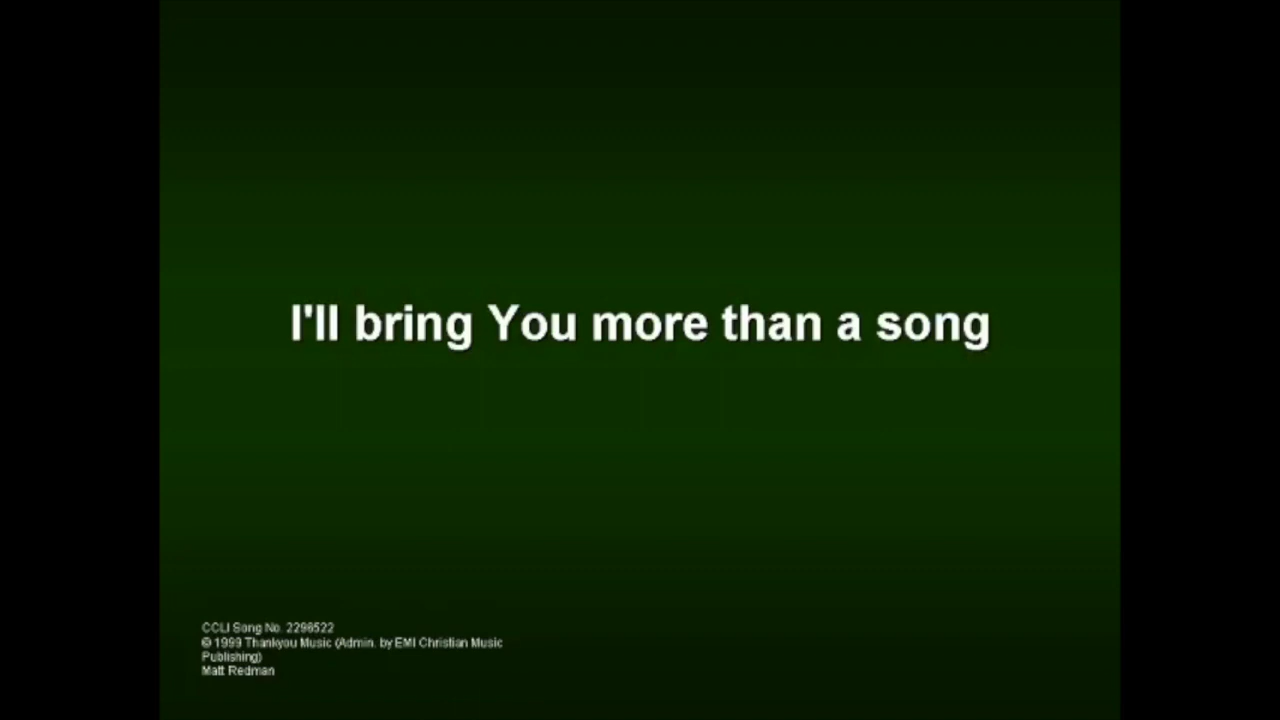 I'll bring You more than a song
CCLI Song No. 2296522
© 1999 Thankyou Music (Admin. by EMI Christian Music
Publishing)
Matt Redman